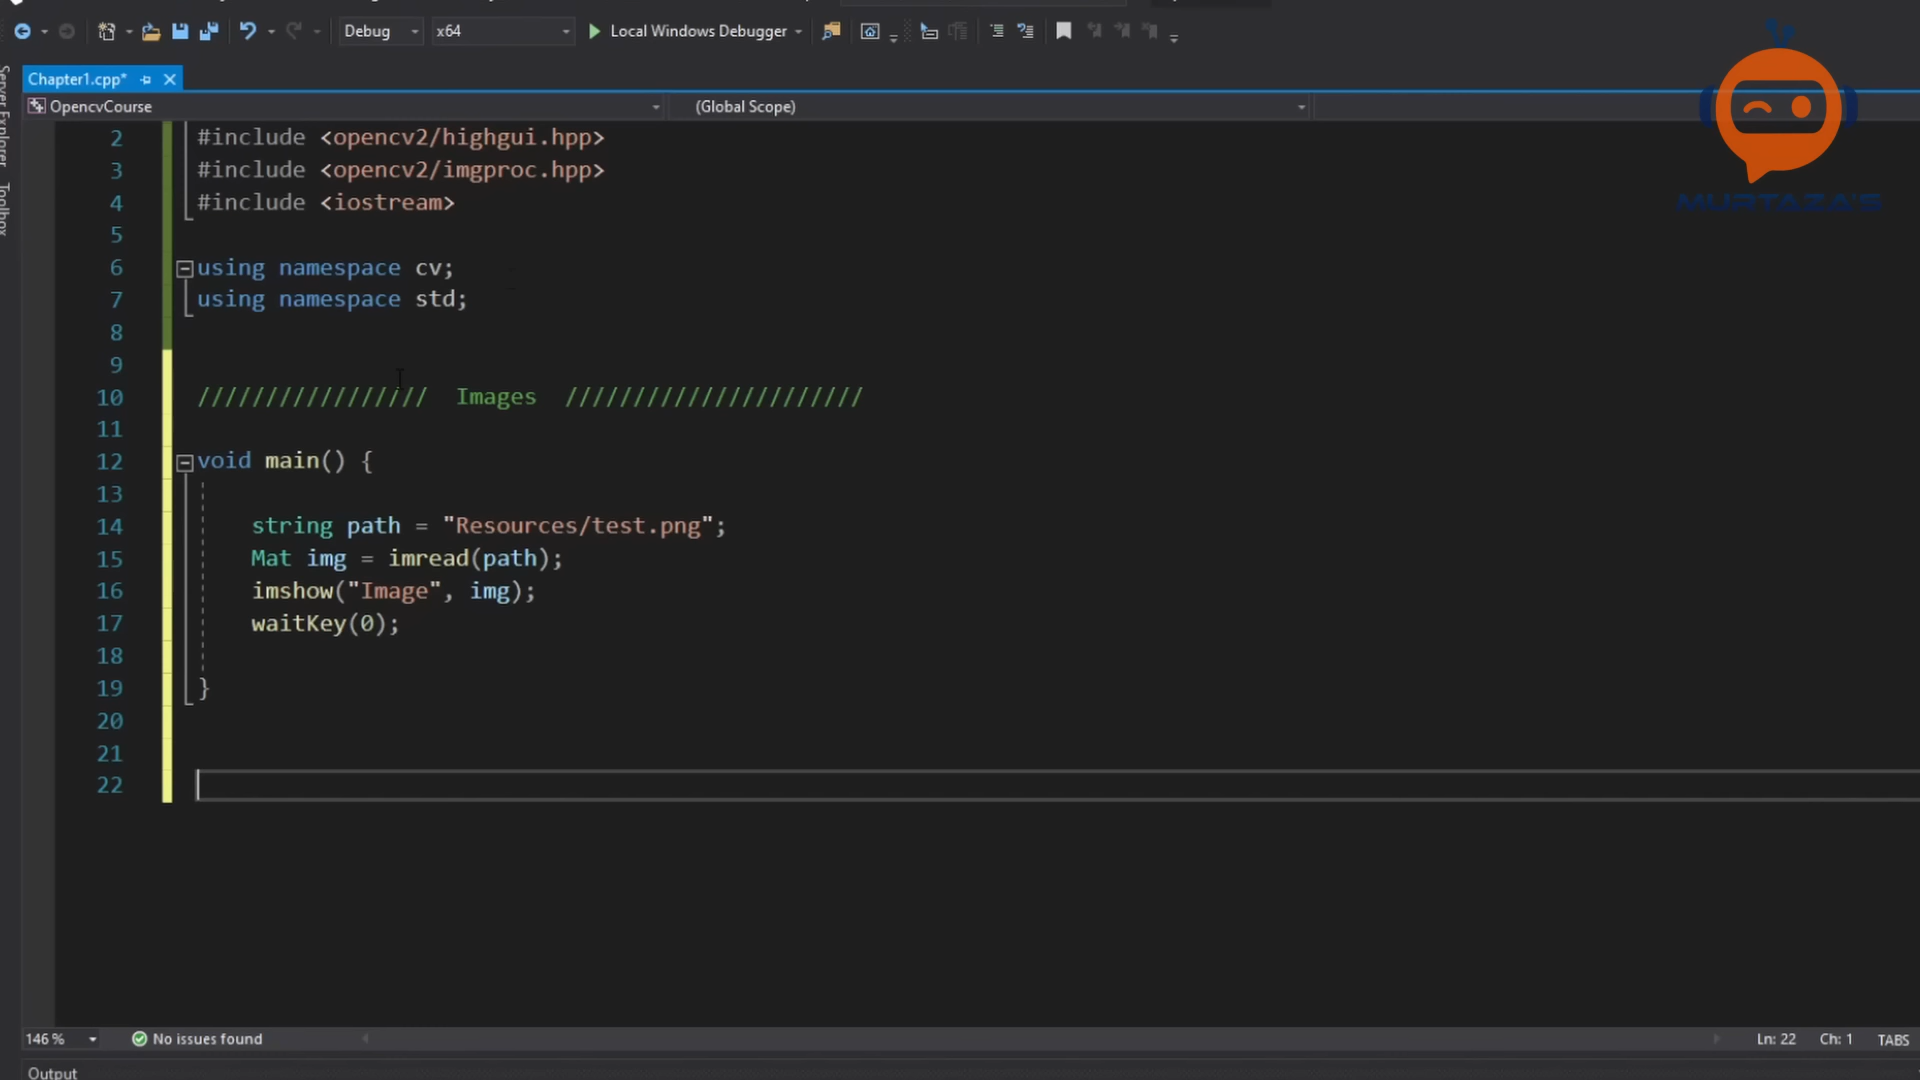 Debug x64 Local Windows Debugger
Server Explorer
Toolbox
Chapter1.cpp*
OpencvCourse (Global Scope)
MURTAZA'S
2 #include <opencv2/highgui.hpp>
3 #include <opencv2/imgproc.hpp>
4 #include <iostream>
5
6 using namespace cv;
7 using namespace std;
8
9
10 ///////////////// Images //////////////////////
11
12 void main() {
13
14 string path = "Resources/test.png";
15 Mat img = imread(path);
16 imshow("Image", img);
17 waitKey(0);
18
19 }
20
21
22
146 % No issues found Ln: 22 Ch: 1 TABS
Output